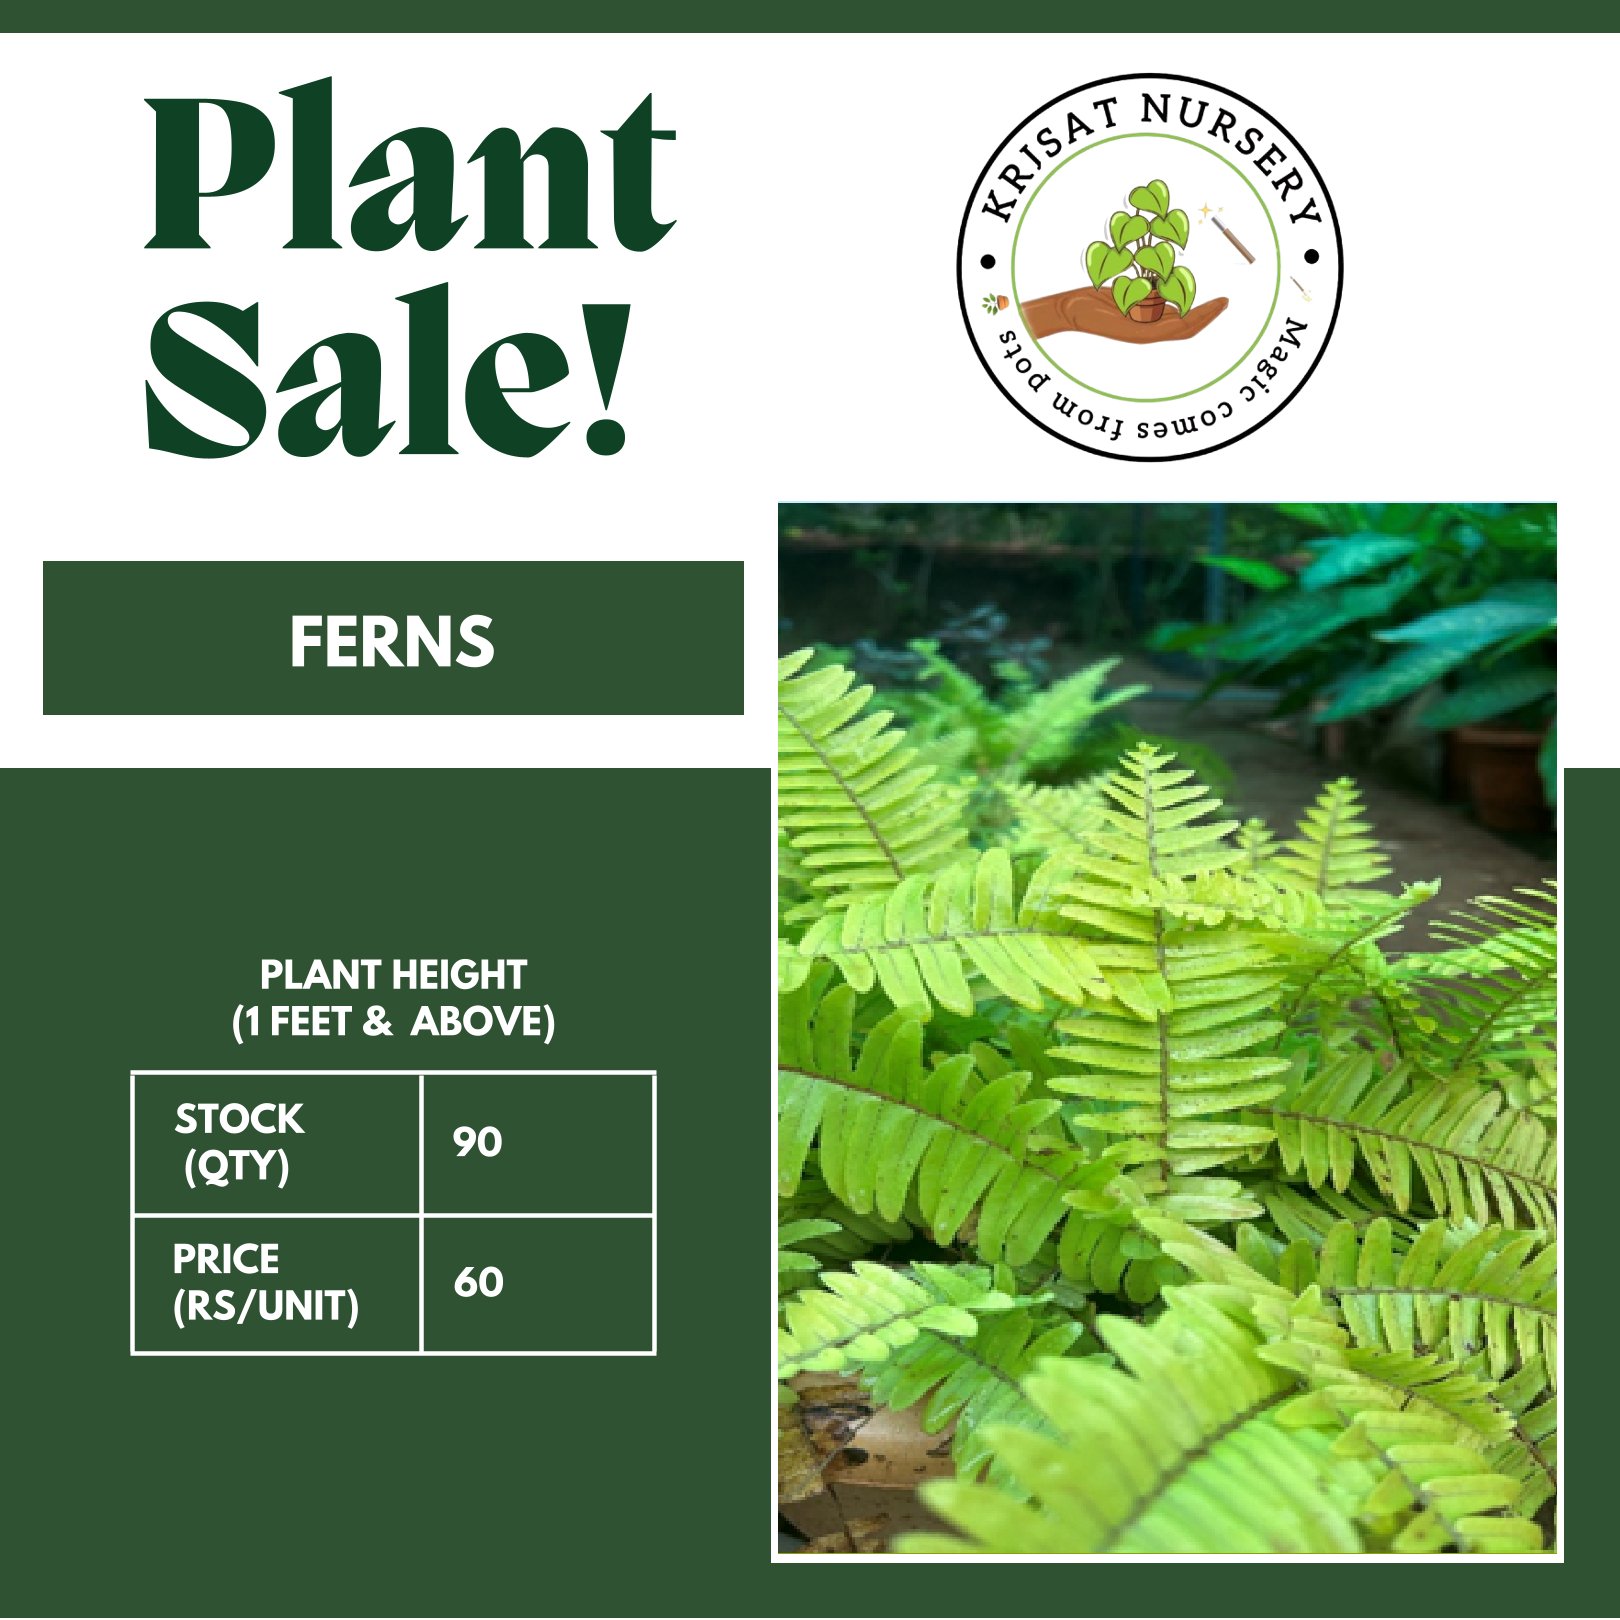 Plant
Sale!
KRJSAT NURSERY
Magic comes from pots
FERNS
PLANT HEIGHT
(1 FEET & ABOVE)
STOCK
(QTY)
90
PRICE
(RS/UNIT)
60